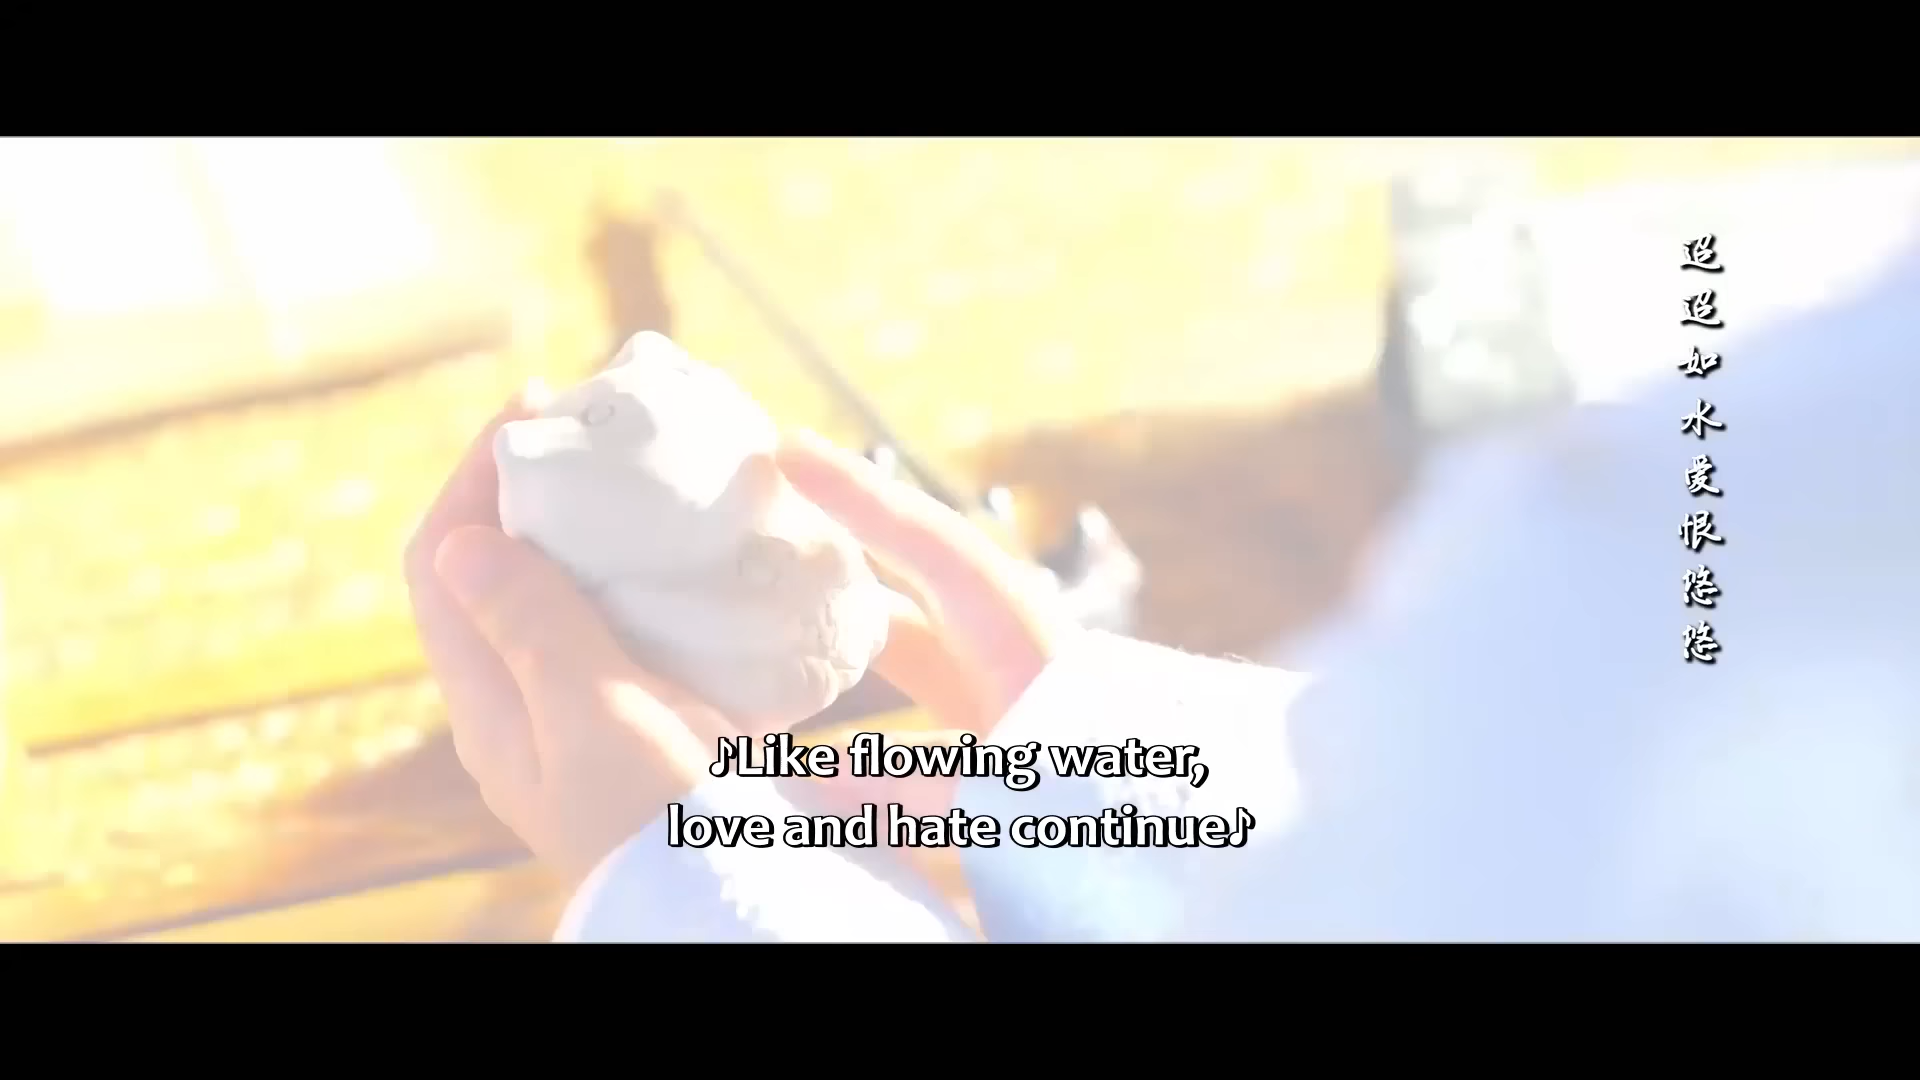 迢迢如水爱恨悠悠
♪Like flowing water,
love and hate continue♪